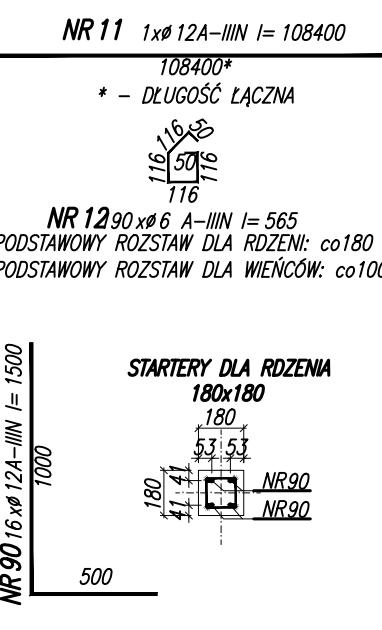 NR 11 1xø12A-IIIN l= 108400
108400*
* - DŁUGOŚĆ ŁĄCZNA
116 50
116 50 116
116
NR 12 90xø6 A-IIIN l= 565
PODSTAWOWY ROZSTAW DLA RDZENI: co180
PODSTAWOWY ROZSTAW DLA WIEŃCÓW: co100
NR 90 16xø12A-IIIN l= 1500
1000
500
STARTERY DLA RDZENIA
180x180
180
53 53
180
41
41
NR90
NR90